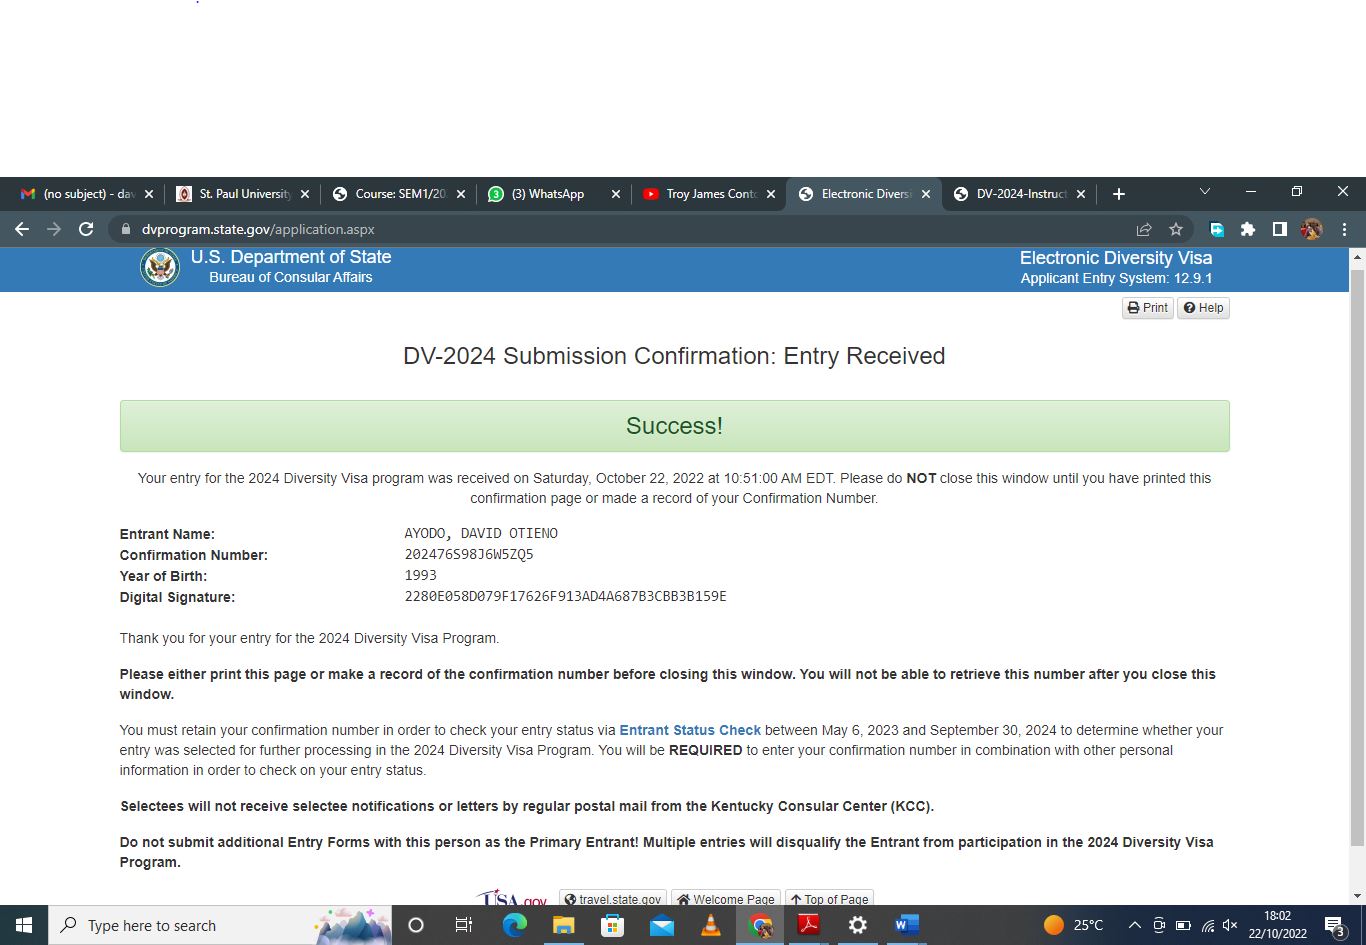 (no subject) - dav
St. Paul University
Course: SEM1/20
3 (3) WhatsApp
Troy James Conto
Electronic Diversi
DV-2024-Instruct
dvprogram.state.gov/application.aspx
U.S. Department of State
Bureau of Consular Affairs
Electronic Diversity Visa
Applicant Entry System: 12.9.1
Print Help
DV-2024 Submission Confirmation: Entry Received
Success!
Your entry for the 2024 Diversity Visa program was received on Saturday, October 22, 2022 at 10:51:00 AM EDT. Please do NOT close this window until you have printed this
confirmation page or made a record of your Confirmation Number.
Entrant Name: AYODO, DAVID OTIENO
Confirmation Number: 202476S98J6W5ZQ5
Year of Birth: 1993
Digital Signature: 2280E058D079F17626F913AD4A687B3CBB3B159E
Thank you for your entry for the 2024 Diversity Visa Program.
Please either print this page or make a record of the confirmation number before closing this window. You will not be able to retrieve this number after you close this
window.
You must retain your confirmation number in order to check your entry status via Entrant Status Check between May 6, 2023 and September 30, 2024 to determine whether your
entry was selected for further processing in the 2024 Diversity Visa Program. You will be REQUIRED to enter your confirmation number in combination with other personal
information in order to check on your entry status.
Selectees will not receive selectee notifications or letters by regular postal mail from the Kentucky Consular Center (KCC).
Do not submit additional Entry Forms with this person as the Primary Entrant! Multiple entries will disqualify the Entrant from participation in the 2024 Diversity Visa
Program.
USA.gov travel.state.gov Welcome Page Top of Page
Type here to search
25°C
18:02
22/10/2022
3